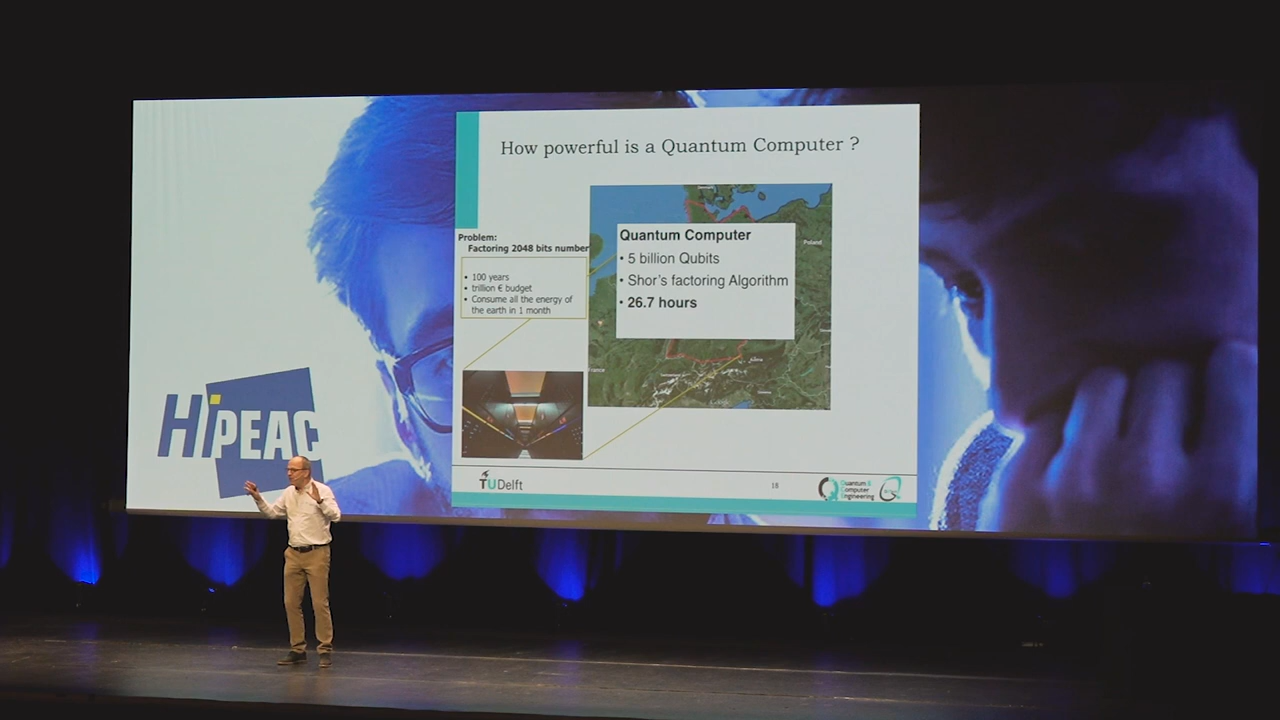 How powerful is a Quantum Computer ?
Problem:
Factoring 2048 bits number
• 100 years
• trillion € budget
• Consume all the energy of
the earth in 1 month
Quantum Computer
• 5 billion Qubits
• Shor's factoring Algorithm
• 26.7 hours
Poland
France
HiPEAC
TUDelft
18
Quantum &
Computer
Engineering